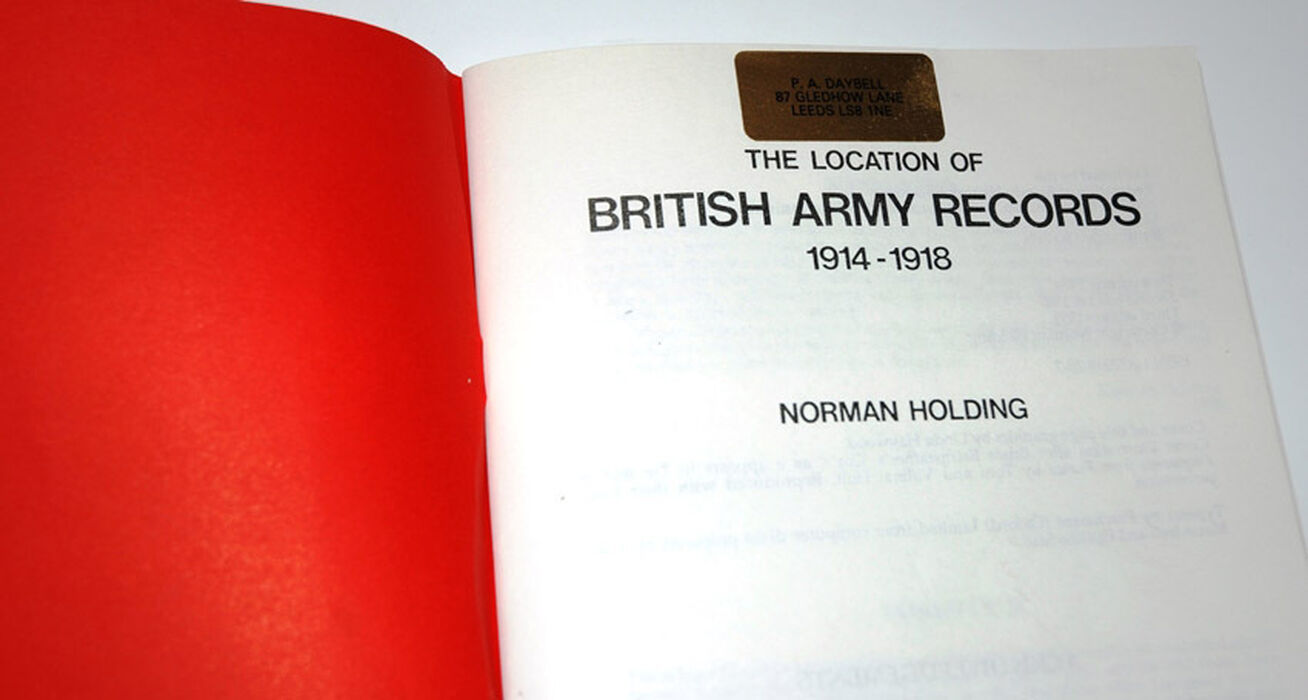 P. A. DAYBELL
87 GLEDHOW LANE
LEEDS LS8 1NE
THE LOCATION OF
BRITISH ARMY RECORDS
1914-1918
NORMAN HOLDING